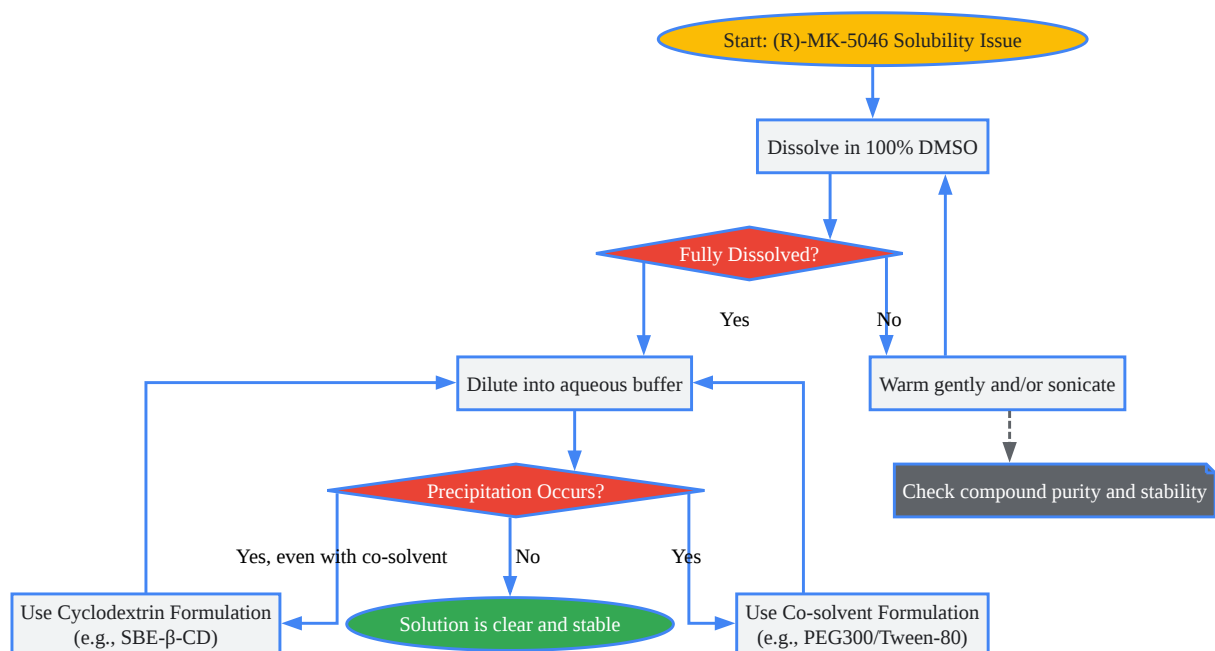 Start: (R)-MK-5046 Solubility Issue
Dissolve in 100% DMSO
Fully Dissolved?
Yes
No
Dilute into aqueous buffer
Warm gently and/or sonicate
Precipitation Occurs?
Check compound purity and stability
Yes, even with co-solvent
No
Yes
Use Cyclodextrin Formulation
(e.g., SBE-β-CD)
Solution is clear and stable
Use Co-solvent Formulation
(e.g., PEG300/Tween-80)